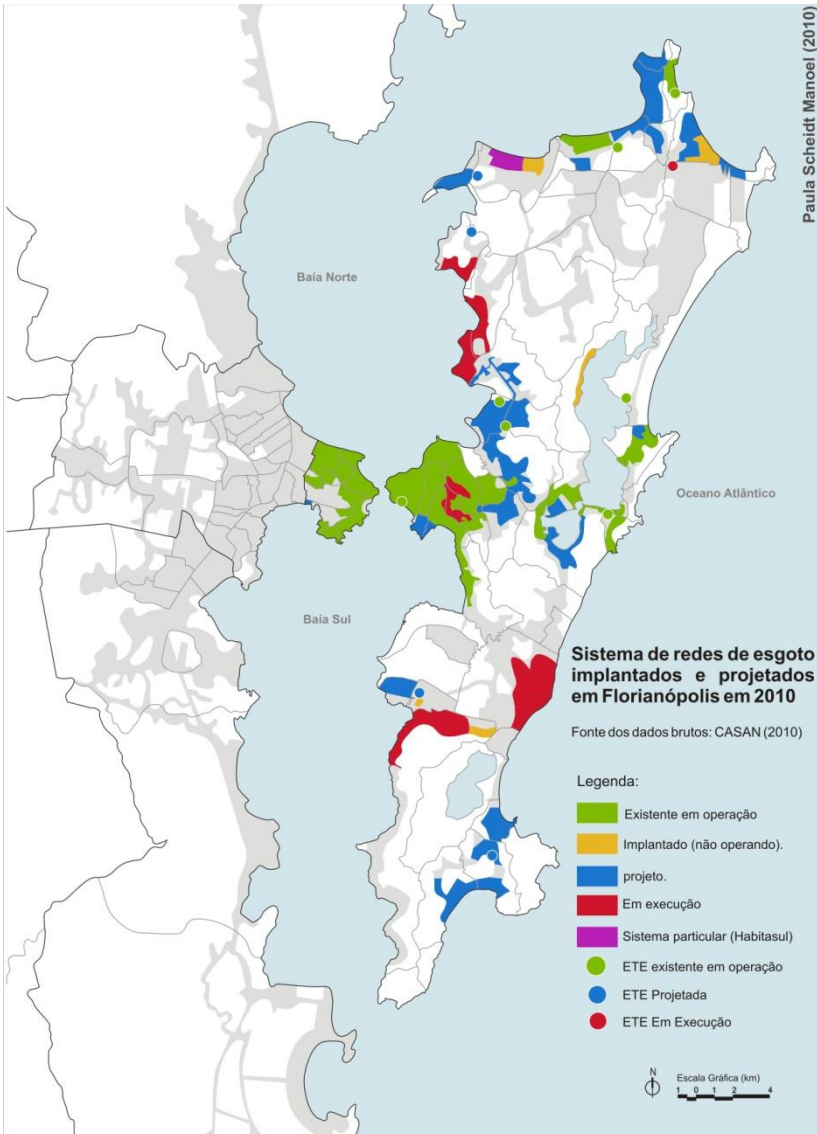 Paula Scheidt Manoel (2010)
Baía Norte
Oceano Atlântico
Baía Sul
Sistema de redes de esgoto
implantados e projetados
em Florianópolis em 2010
Fonte dos dados brutos: CASAN (2010)
Legenda:
Existente em operação
Implantado (não operando).
projeto.
Em execução
Sistema particular (Habitasul)
ETE existente em operação
ETE Projetada
ETE Em Execução
N
Escala Gráfica (km)
1 0 1 2 4